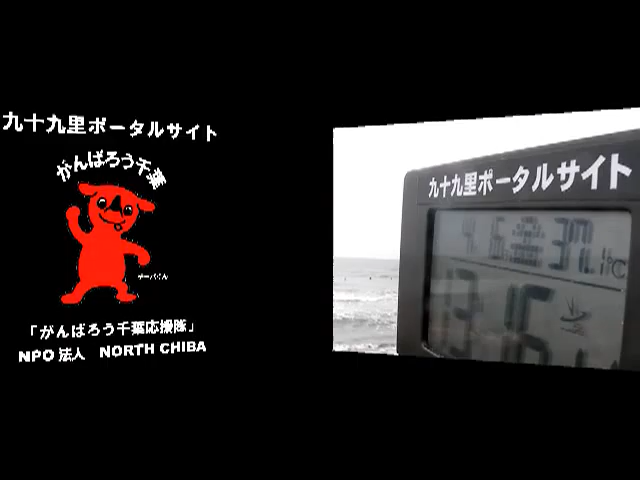 九十九里ポータルサイト
がんばろう千葉
チーバくん
「がんばろう千葉応援隊」
NPO 法人 NORTH CHIBA
九十九里ポータルサイト
℃